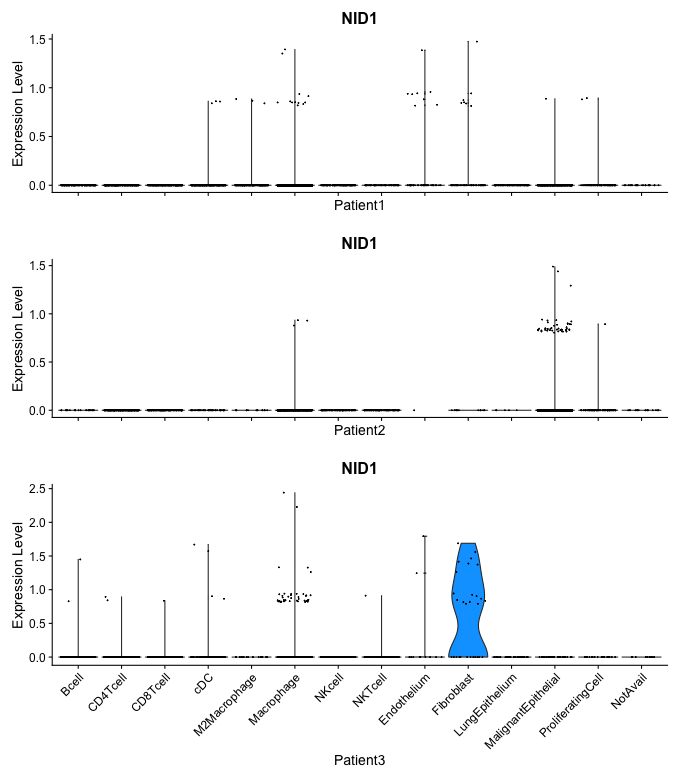 NID1
1.5
1.0
0.5
0.0
Expression Level
Patient1
NID1
1.5
1.0
0.5
0.0
Expression Level
Patient2
NID1
2.5
2.0
1.5
1.0
0.5
0.0
Expression Level
Bcell
CD4Tcell
CD8Tcell
cDC
M2Macrophage
Macrophage
NKcell
NKTcell
Endothelium
Fibroblast
LungEpithelium
MalignantEpithelial
ProliferatingCell
NotAvail
Patient3